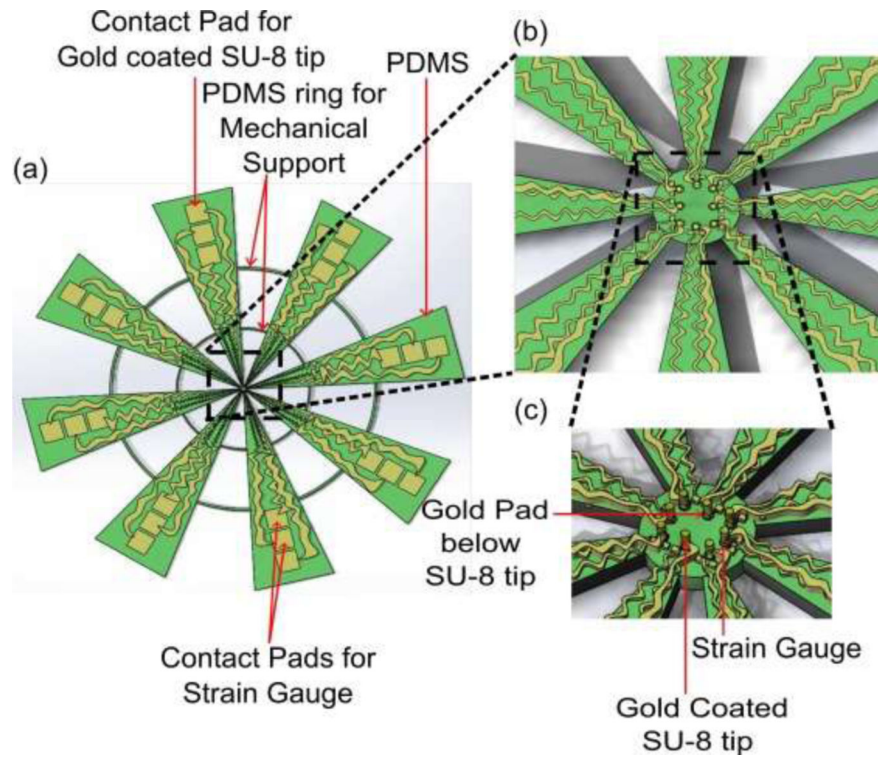 Contact Pad for
Gold coated SU-8 tip
PDMS
PDMS ring for
Mechanical
Support
(a)
(b)
(c)
Gold Pad
below
SU-8 tip
Strain Gauge
Contact Pads for
Strain Gauge
Gold Coated
SU-8 tip